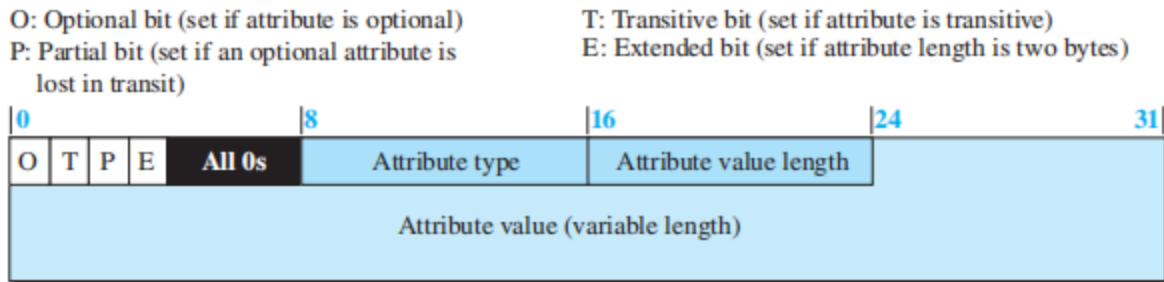 O: Optional bit (set if attribute is optional)
P: Partial bit (set if an optional attribute is
lost in transit)
T: Transitive bit (set if attribute is transitive)
E: Extended bit (set if attribute length is two bytes)
0 8 16 24 31
O T P E All 0s Attribute type Attribute value length
Attribute value (variable length)